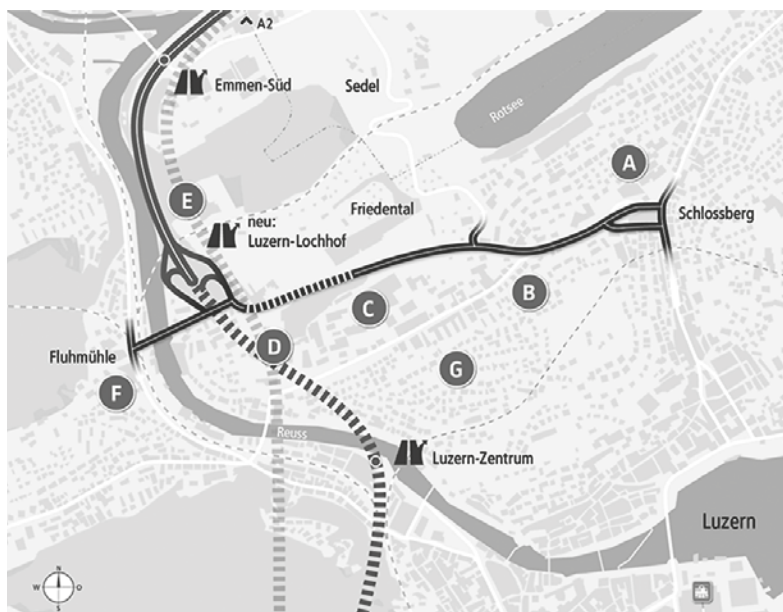 A2
Emmen-Süd
Sedel
Rotsee
A
E
neu:
Luzern-Lochhof
Friedental
Schlossberg
B
C
D
Fluhmühle
G
F
Reuss
Luzern-Zentrum
Luzern
N
W
O
S